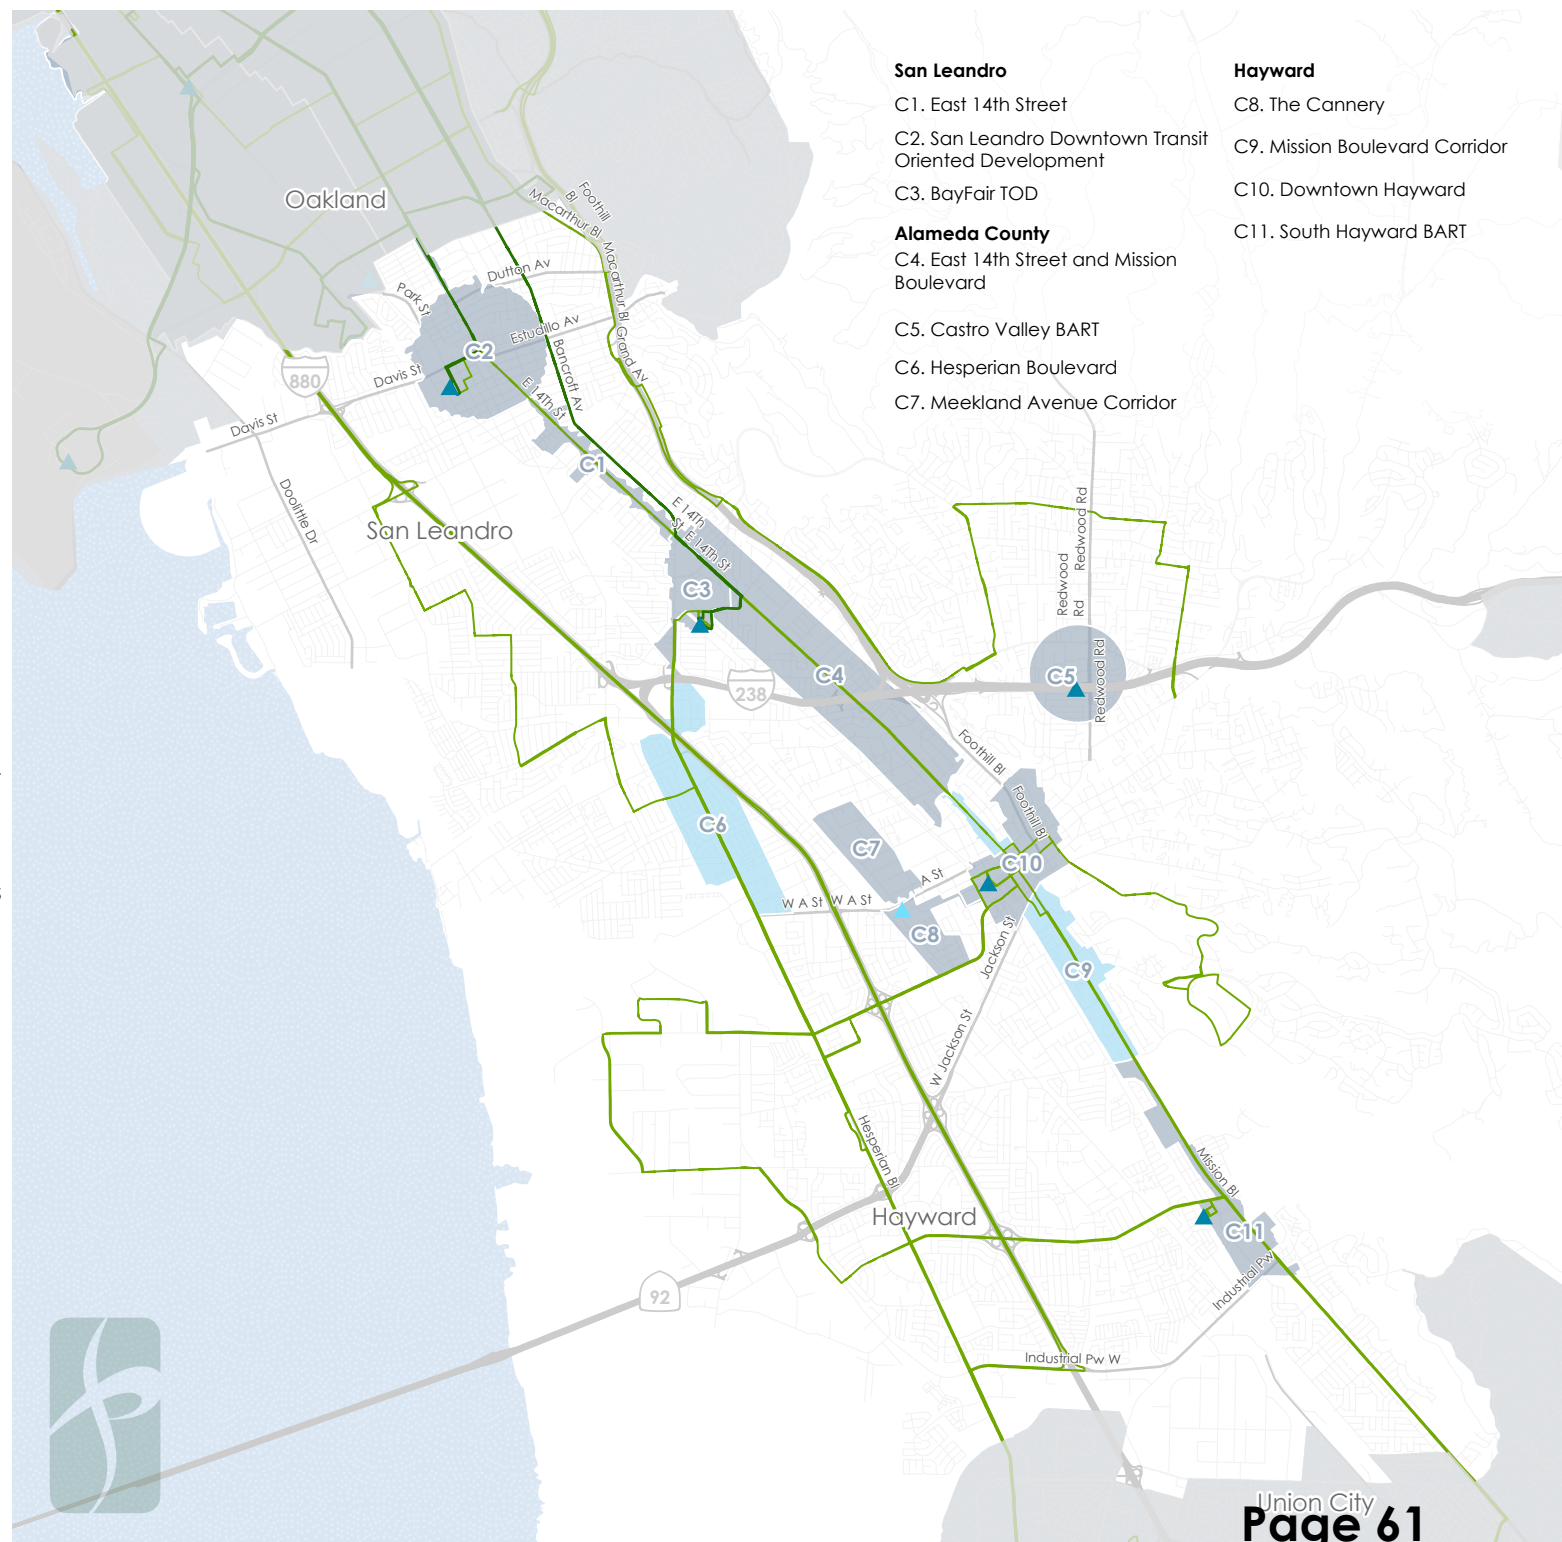 San Leandro
C1. East 14th Street
C2. San Leandro Downtown Transit
Oriented Development
C3. BayFair TOD
Alameda County
C4. East 14th Street and Mission
Boulevard
C5. Castro Valley BART
C6. Hesperian Boulevard
C7. Meekland Avenue Corridor
Hayward
C8. The Cannery
C9. Mission Boulevard Corridor
C10. Downtown Hayward
C11. South Hayward BART
Oakland
Foothill
Bl
Macarthur Bl
Macarthur Bl
Dutton Av
Park St
Estudillo Av
Grand Av
C2
Bancroft Av
880
Davis St
E 14Th St
Davis St
C1
Doolittle Dr
San Leandro
E 14Th
St
E 14Th St
Redwood Rd
Redwood
Rd
C3
Redwood Rd
C4
C5
238
Foothill Bl
Foothill Bl
C6
C7
C10
A St
W A St
W A St
C8
Jackson St
C9
W Jackson St
Hesperian Bl
Mission Bl
Hayward
C11
Industrial Pw
92
Industrial Pw W
Union City
Page 61